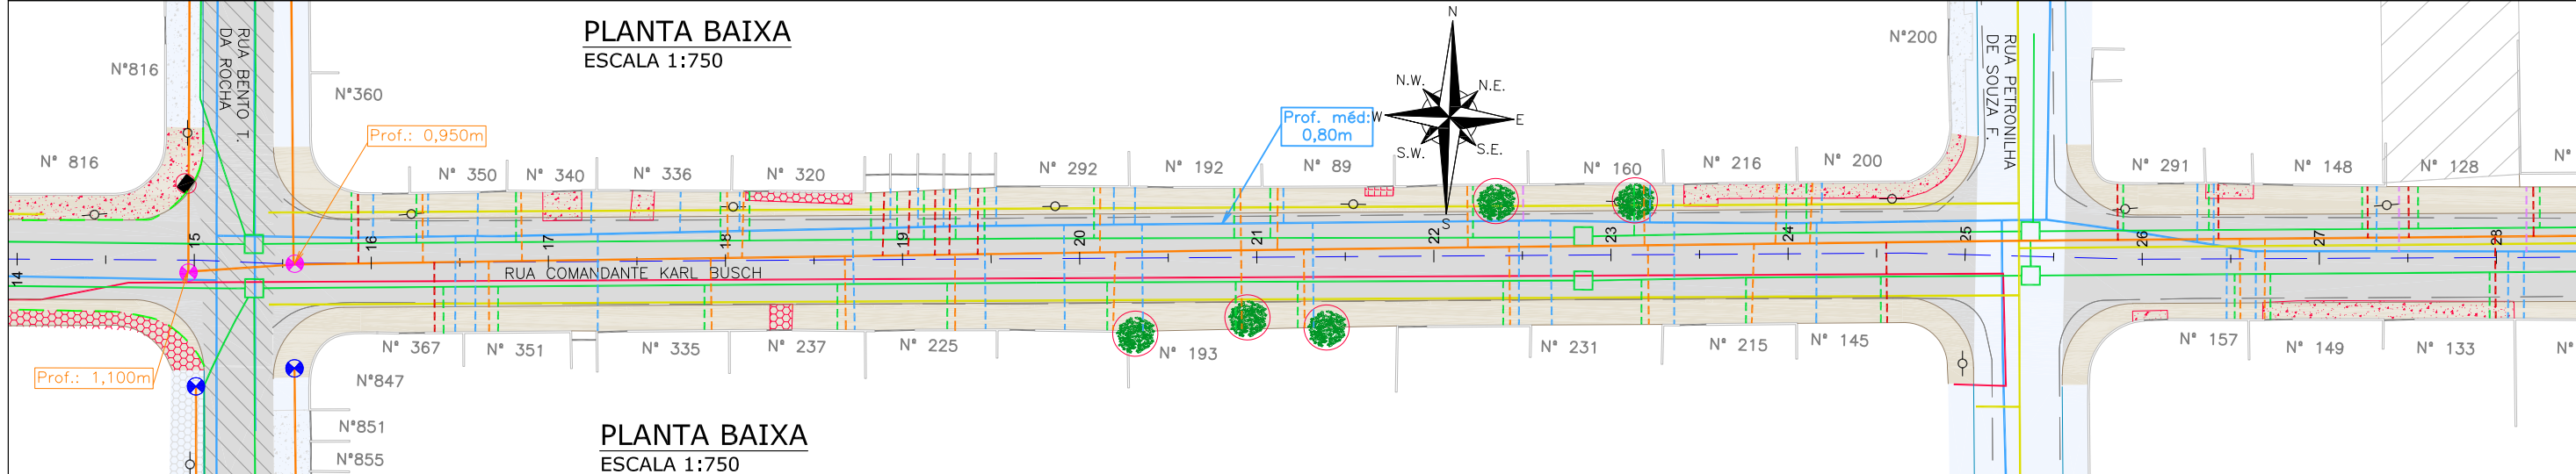 PLANTA BAIXA
ESCALA 1:750
N
N.W.
N.E.
W
E
S.W.
S.E.
S
RUA BENTO T.
DA ROCHA
RUA PETRONILHA
DE SOUZA F.
N°816
N°360
N°200
Prof.: 0,950m
Prof. méd:
0,80m
N° 816
N° 350
N° 340
N° 336
N° 320
N° 292
N° 192
N° 89
N° 160
N° 216
N° 200
N° 291
N° 148
N° 128
N°
14
15
16
17
18
19
20
21
22
23
24
25
26
27
28
RUA COMANDANTE KARL BUSCH
N° 367
N° 351
N° 335
N° 237
N° 225
N° 193
N° 231
N° 215
N° 145
N° 157
N° 149
N° 133
N°
Prof.: 1,100m
N°847
N°851
N°855
PLANTA BAIXA
ESCALA 1:750